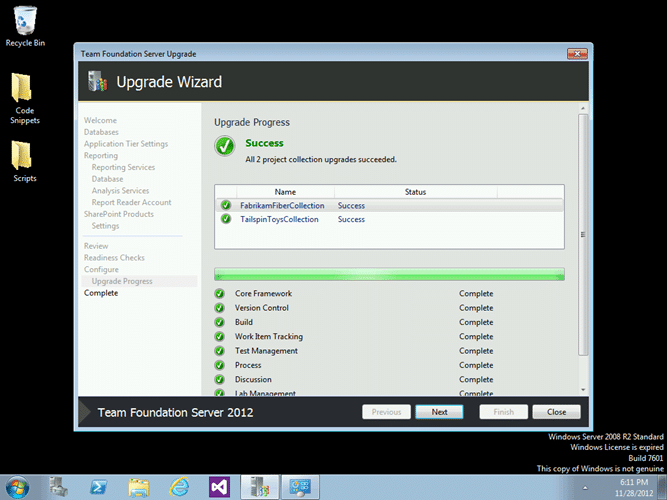 Recycle Bin
Code
Snippets
Scripts
Team Foundation Server Upgrade
Upgrade Wizard
Welcome
Databases
Application Tier Settings
Reporting
Reporting Services
Database
Analysis Services
Report Reader Account
SharePoint Products
Settings
Review
Readiness Checks
Configure
Upgrade Progress
Complete
Upgrade Progress
Success
All 2 project collection upgrades succeeded.
Name Status
FabrikamFiberCollection Success
TailspinToysCollection Success
Core Framework Complete
Version Control Complete
Build Complete
Work Item Tracking Complete
Test Management Complete
Process Complete
Discussion Complete
Lab Management Complete
Team Foundation Server 2012
Previous Next Finish Close
Windows Server 2008 R2 Standard
Windows License is expired
Build 7601
This copy of Windows is not genuine
6:11 PM
11/28/2012